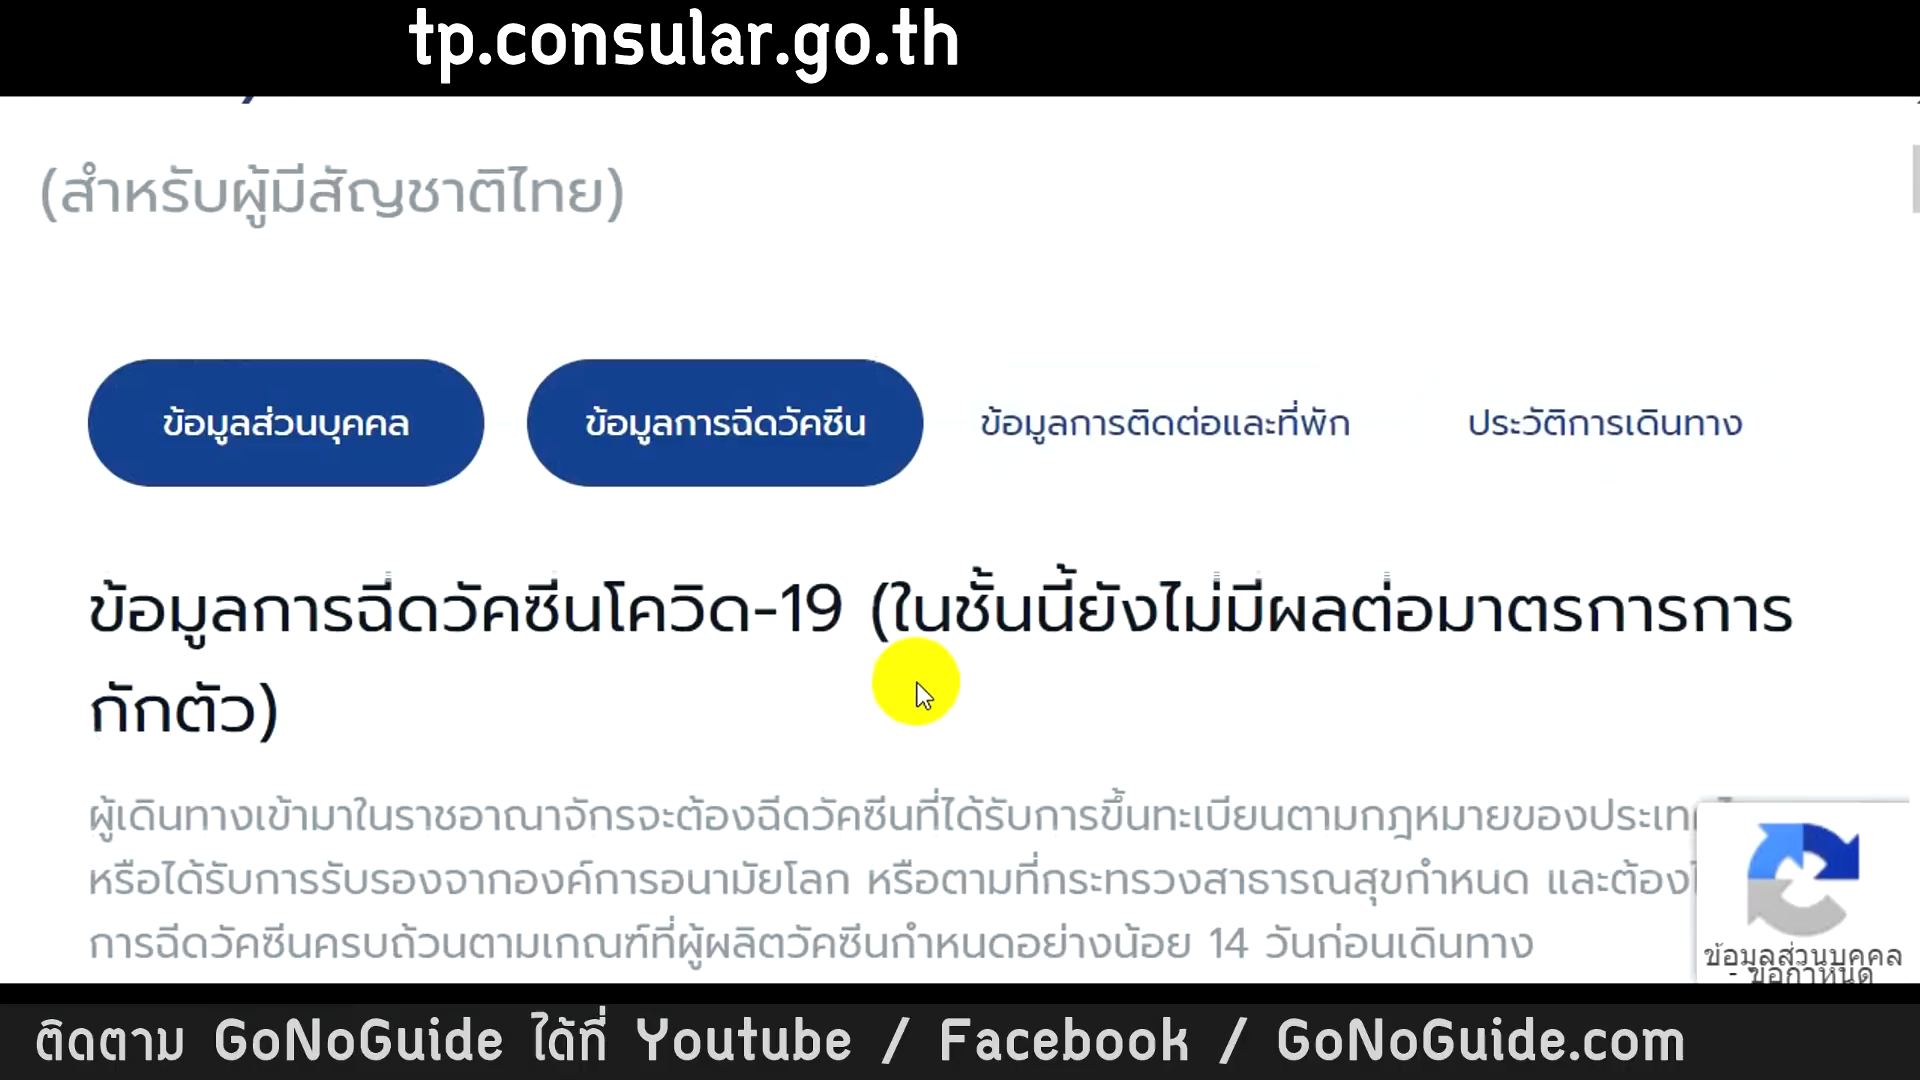 tp.consular.go.th
(สำหรับผู้มีสัญชาติไทย)
ข้อมูลส่วนบุคคล ข้อมูลการฉีดวัคซีน ข้อมูลการติดต่อและที่พัก ประวัติการเดินทาง
ข้อมูลการฉีดวัคซีนโควิด-19 (ในชั้นนี้ยังไม่มีผลต่อมาตรการการ
กักตัว)
ผู้เดินทางเข้ามาในราชอาณาจักรจะต้องฉีดวัคซีนที่ได้รับการขึ้นทะเบียนตามกฎหมายของ
หรือได้รับการรับรองจากองค์การอนามัยโลก หรือตามที่กระทรวงสาธารณสุขกำหนด และต้อง
การฉีดวัคซีนครบถ้วนตามเกณฑ์ที่ผู้ผลิตวัคซีนกำหนดอย่างน้อย 14 วันก่อนเดินทาง
ข้อมูลส่วนบุคคล
- ข้อกำหนด
ติดตาม GoNoGuide ได้ที่ Youtube / Facebook / GoNoGuide.com